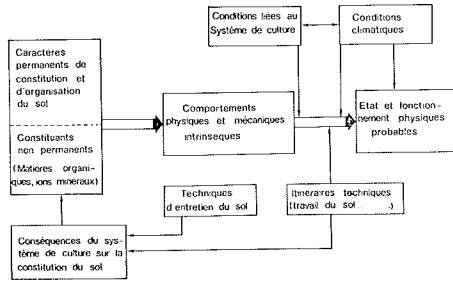 Conditions liées au
Système de culture
Conditions
climatiques
Caractères
permanents de
constitution et
d'organisation
du sol
Constituants
non permanents
(Matières organi-
ques, ions minéraux)
Comportements
physiques et mécaniques
intrinsèques
Etat et fonction-
nement physiques
probables
Techniques
d'entretien du sol
Itinéraires techniques
(travail du sol... .)
Conséquences du sys-
tème de culture sur la
constitution du sol